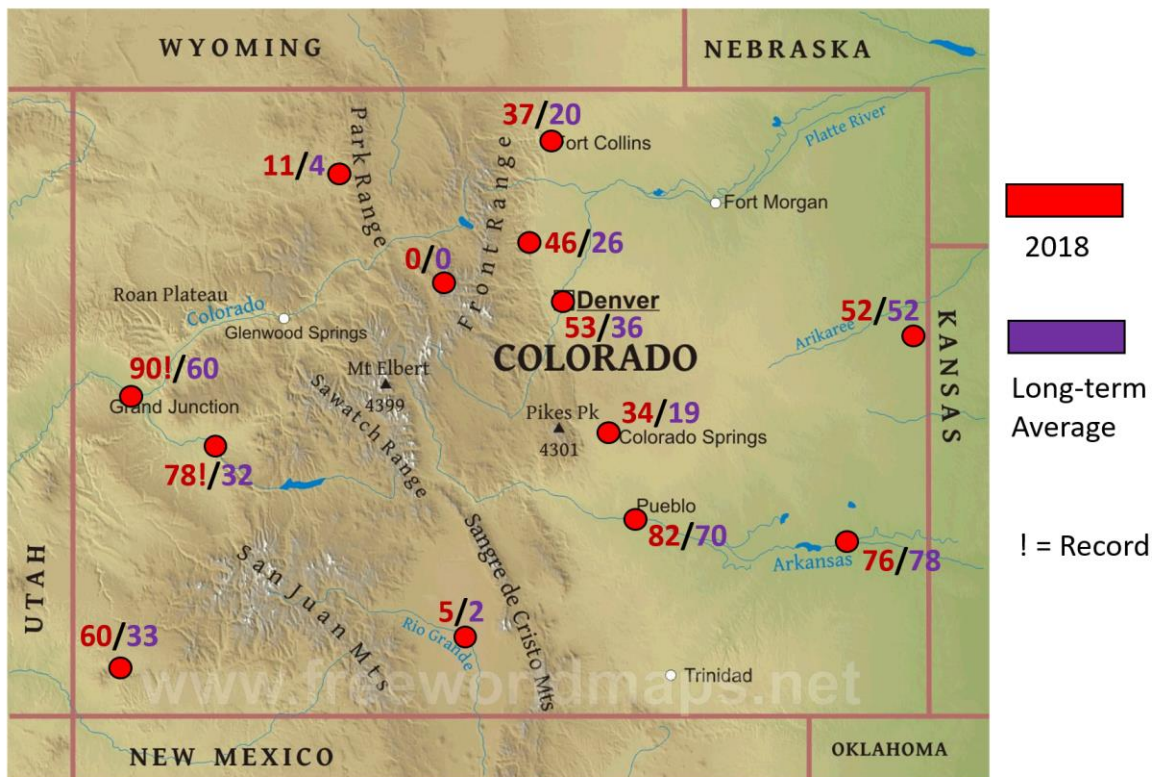 WYOMING
NEBRASKA
Park Range
37/20
Fort Collins
Platte River
11/4
Front Range
Fort Morgan
2018
46/26
0/0
Roan Plateau
Colorado
Glenwood Springs
Denver
53/36
52/52
Arikaree
KANSAS
COLORADO
Long-term
Average
90!/60
Grand Junction
Mt Elbert
4399
Sawatch Range
Pikes Pk
4301
34/19
Colorado Springs
78!/32
Pueblo
82/70
Arkansas
76/78
! = Record
Sangre de Cristo Mts
San Juan Mts
UTAH
5/2
Rio Grande
60/33
Trinidad
www.freeworldmaps.net
NEW MEXICO
OKLAHOMA